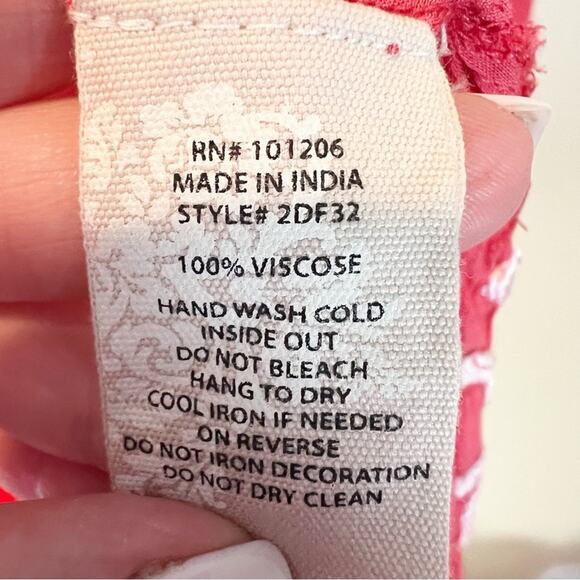 RN# 101206
MADE IN INDIA
STYLE# 2DF32
100% VISCOSE
HAND WASH COLD
INSIDE OUT
DO NOT BLEACH
HANG TO DRY
COOL IRON IF NEEDED
ON REVERSE
DO NOT IRON DECORATION
DO NOT DRY CLEAN